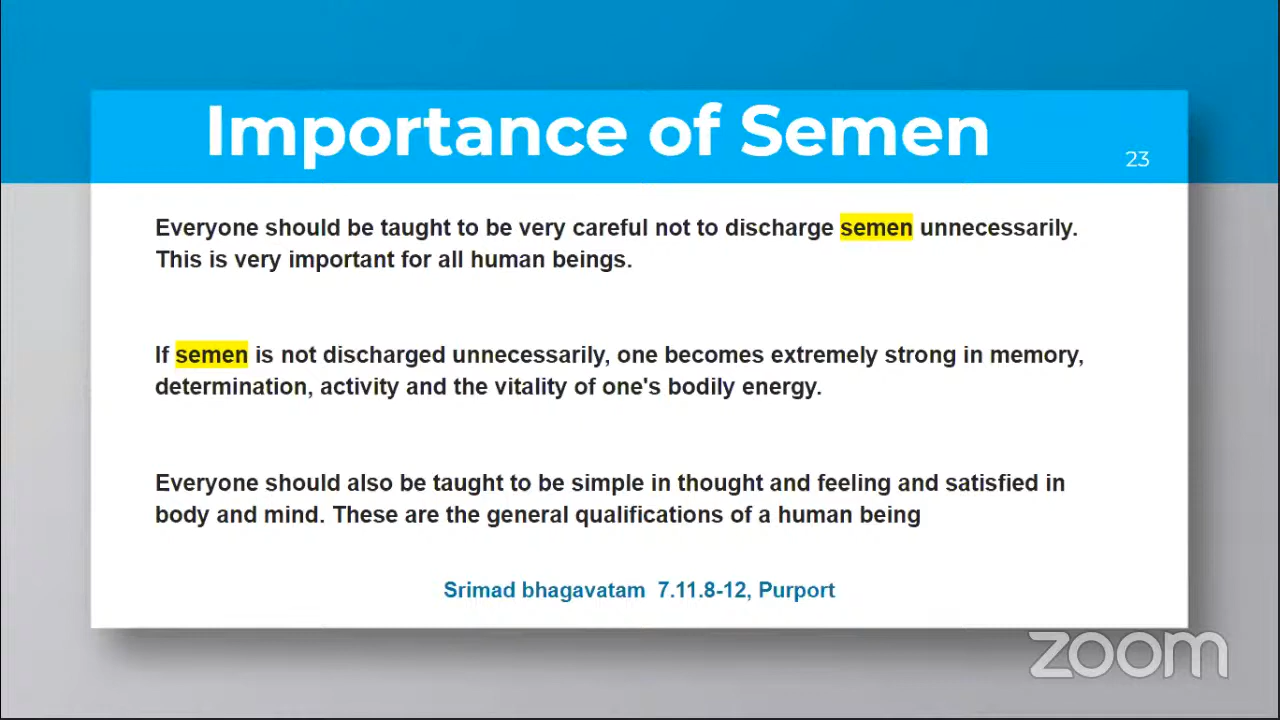 Importance of Semen
23
Everyone should be taught to be very careful not to discharge semen unnecessarily.
This is very important for all human beings.
If semen is not discharged unnecessarily, one becomes extremely strong in memory,
determination, activity and the vitality of one's bodily energy.
Everyone should also be taught to be simple in thought and feeling and satisfied in
body and mind. These are the general qualifications of a human being
Srimad bhagavatam 7.11.8-12, Purport
zoom